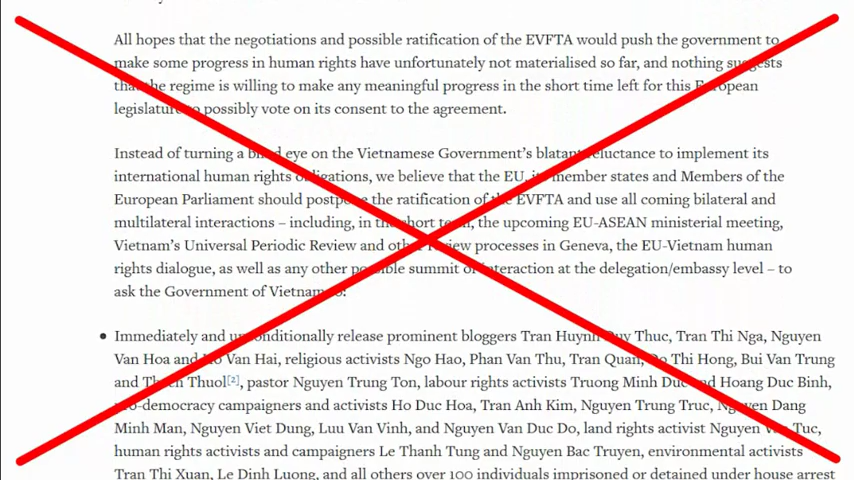 All hopes that the negotiations and possible ratification of the EVFTA would push the government to
make some progress in human rights have unfortunately not materialised so far, and nothing suggests
that the regime is willing to make any meaningful progress in the short time left for this European
legislature to possibly vote on its consent to the agreement.
Instead of turning a blind eye on the Vietnamese Government's blatant reluctance to implement its
international human rights obligations, we believe that the EU, its member states and Members of the
European Parliament should postpone the ratification of the EVFTA and use all coming bilateral and
multilateral interactions – including, in the short term, the upcoming EU-ASEAN ministerial meeting,
Vietnam's Universal Periodic Review and other review processes in Geneva, the EU-Vietnam human
rights dialogue, as well as any other possible summit or interaction at the delegation/embassy level – to
ask the Government of Vietnam to:
• Immediately and unconditionally release prominent bloggers Tran Huynh Duy Thuc, Tran Thi Nga, Nguyen
Van Hoa and Ho Van Hai, religious activists Ngo Hao, Phan Van Thu, Tran Quan, Do Thi Hong, Bui Van Trung
and Thach Thuol[2], pastor Nguyen Trung Ton, labour rights activists Truong Minh Duc and Hoang Duc Binh,
pro-democracy campaigners and activists Ho Duc Hoa, Tran Anh Kim, Nguyen Trung Truc, Nguyen Dang
Minh Man, Nguyen Viet Dung, Luu Van Vinh, and Nguyen Van Duc Do, land rights activist Nguyen Van Tuc,
human rights activists and campaigners Le Thanh Tung and Nguyen Bac Truyen, environmental activists
Tran Thi Xuan, Le Dinh Luong, and all others over 100 individuals imprisoned or detained under house arrest